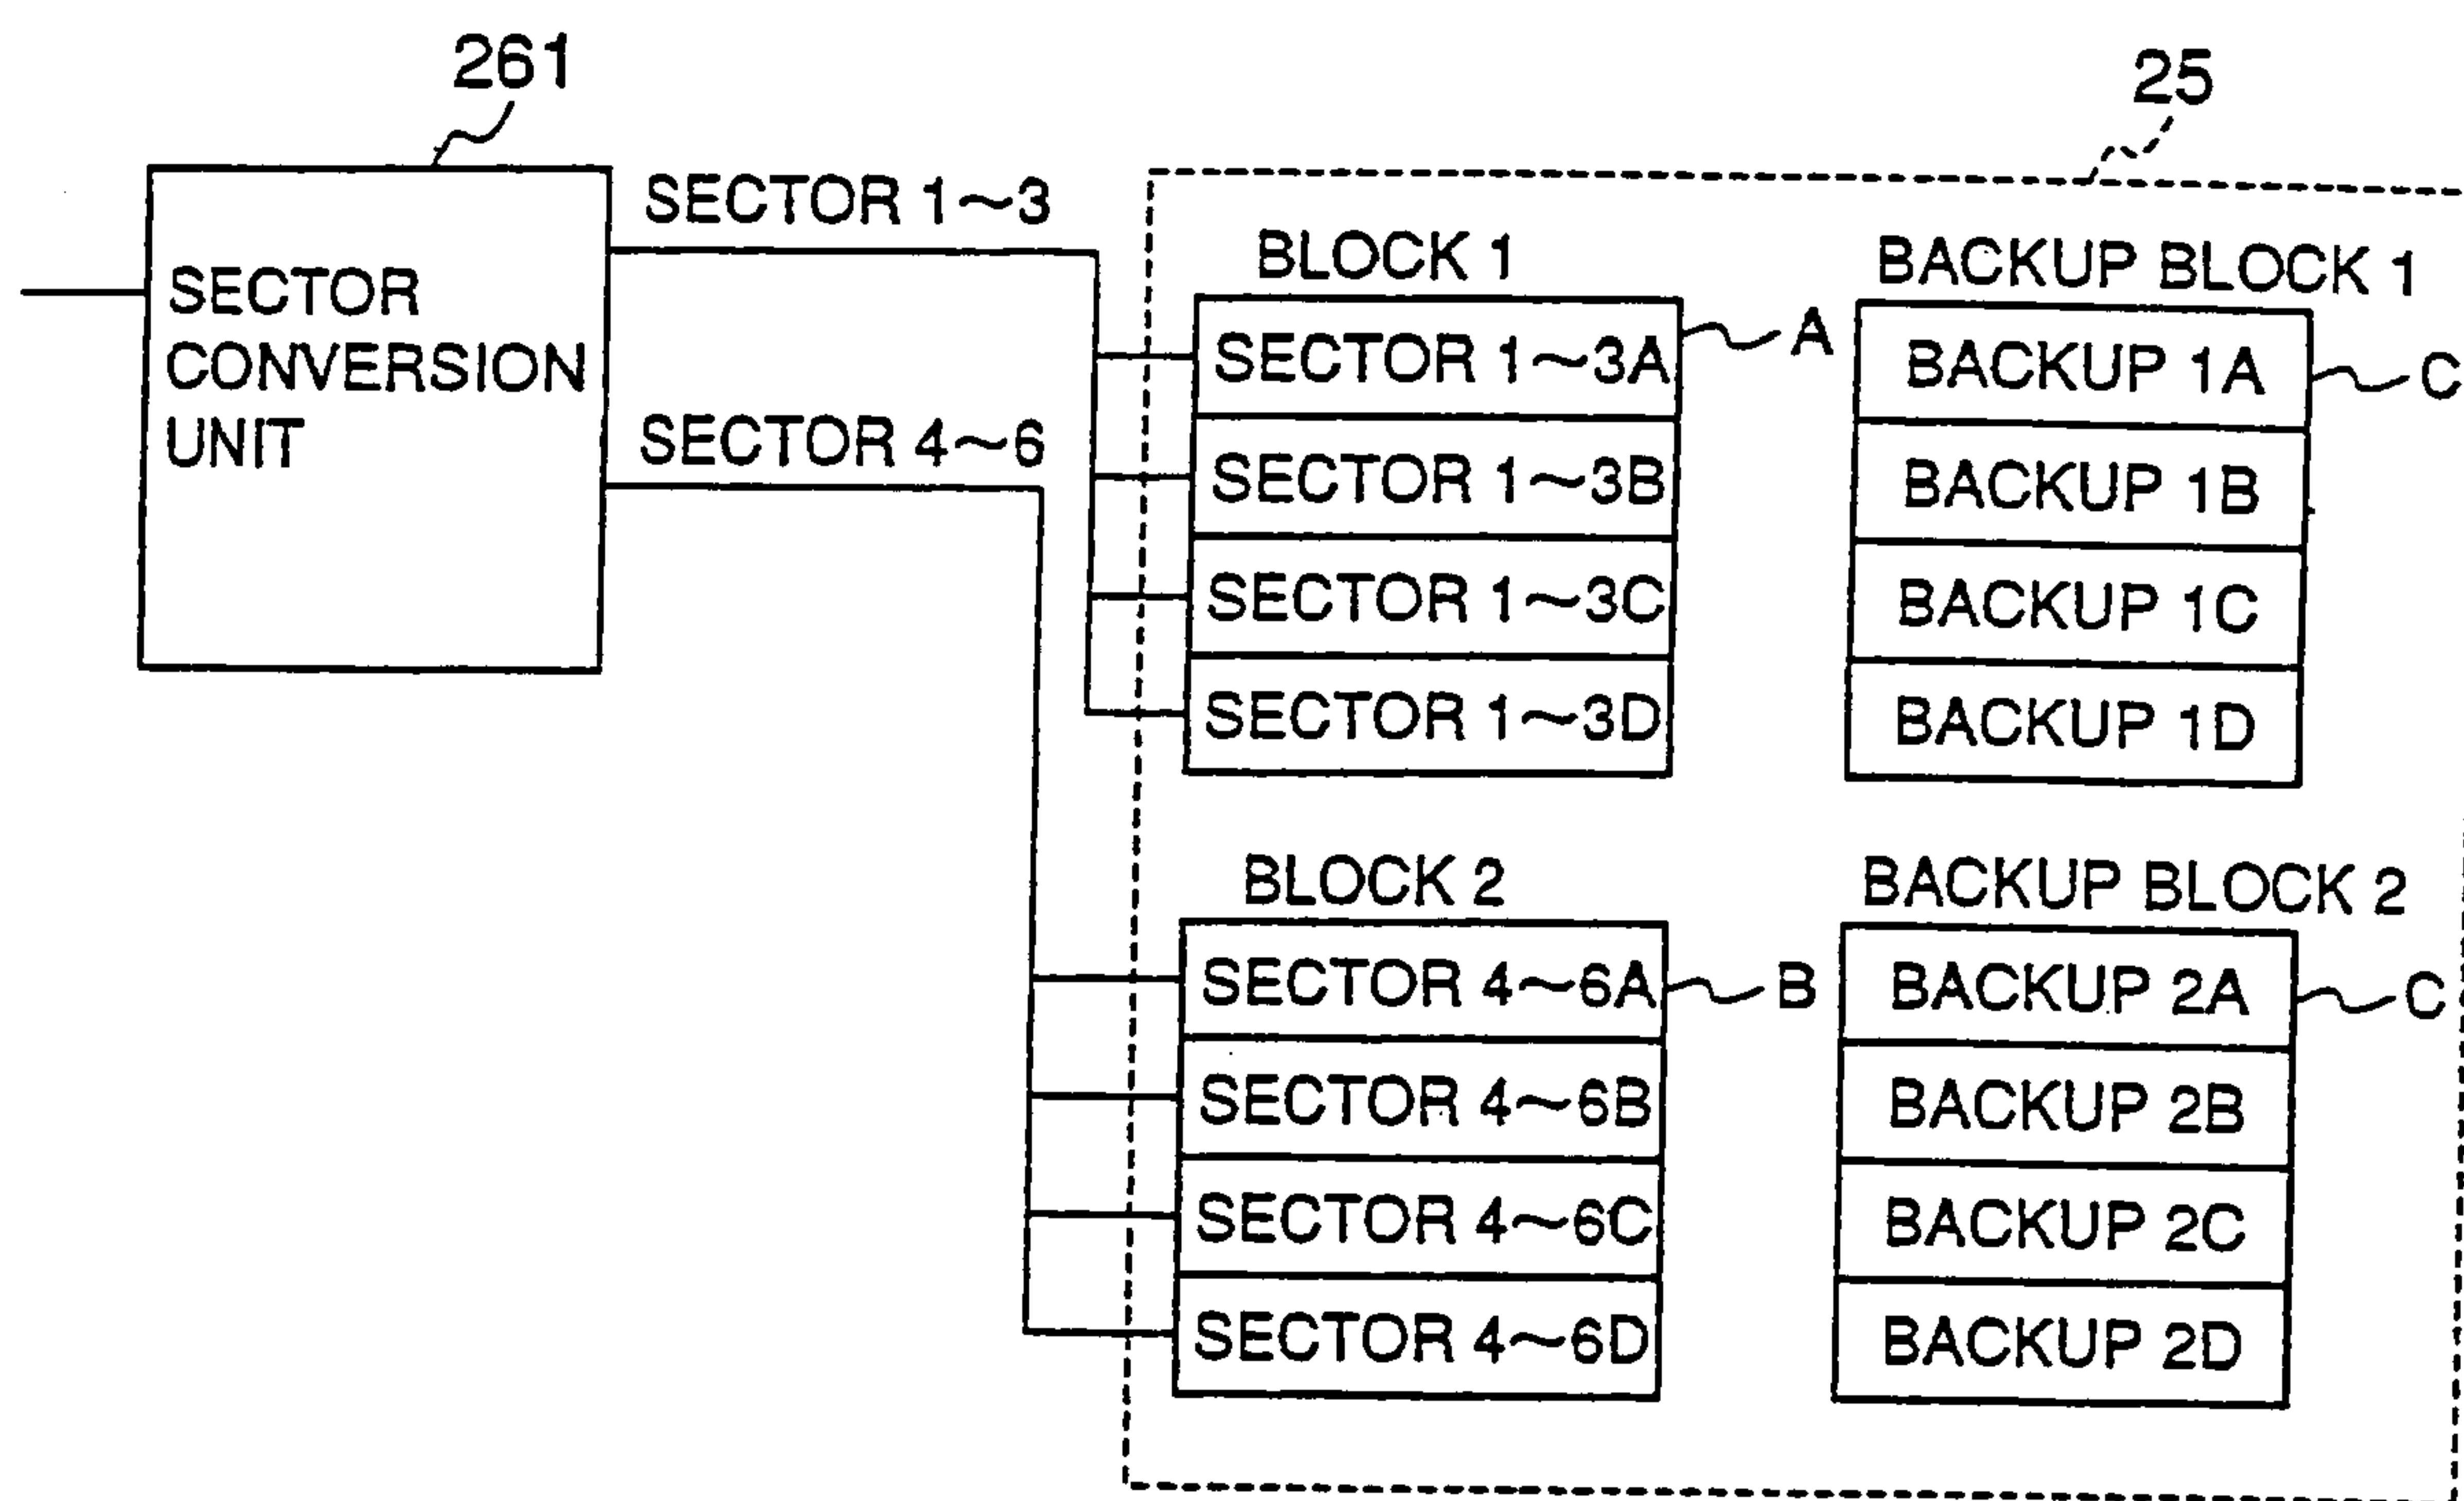 261
25
SECTOR
CONVERSION
UNIT
SECTOR 1~3
SECTOR 4~6
BLOCK 1
SECTOR 1~3A
SECTOR 1~3B
SECTOR 1~3C
SECTOR 1~3D
A
BACKUP BLOCK 1
BACKUP 1A
BACKUP 1B
BACKUP 1C
BACKUP 1D
C
BLOCK 2
SECTOR 4~6A
SECTOR 4~6B
SECTOR 4~6C
SECTOR 4~6D
B
BACKUP BLOCK 2
BACKUP 2A
BACKUP 2B
BACKUP 2C
BACKUP 2D
C